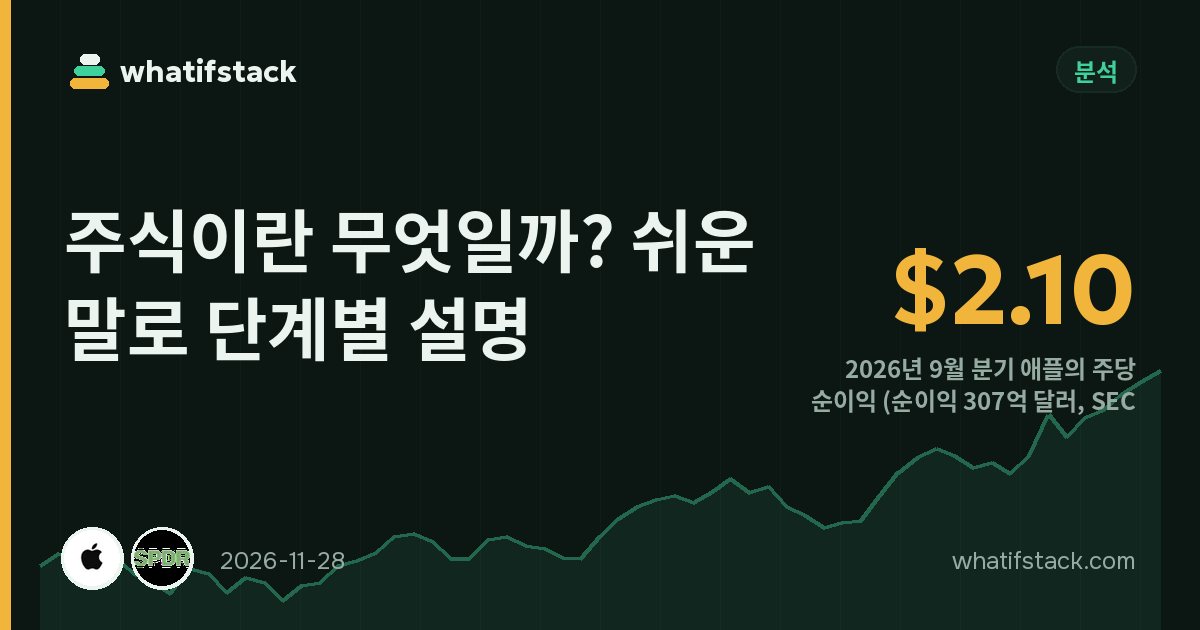 whatifstack
분석
주식이란 무엇일까? 쉬운
말로 단계별 설명
$2.10
2026년 9월 분기 애플의 주당
순이익 (순이익 307억 달러, SEC
SPDR
2026-11-28
whatifstack.com